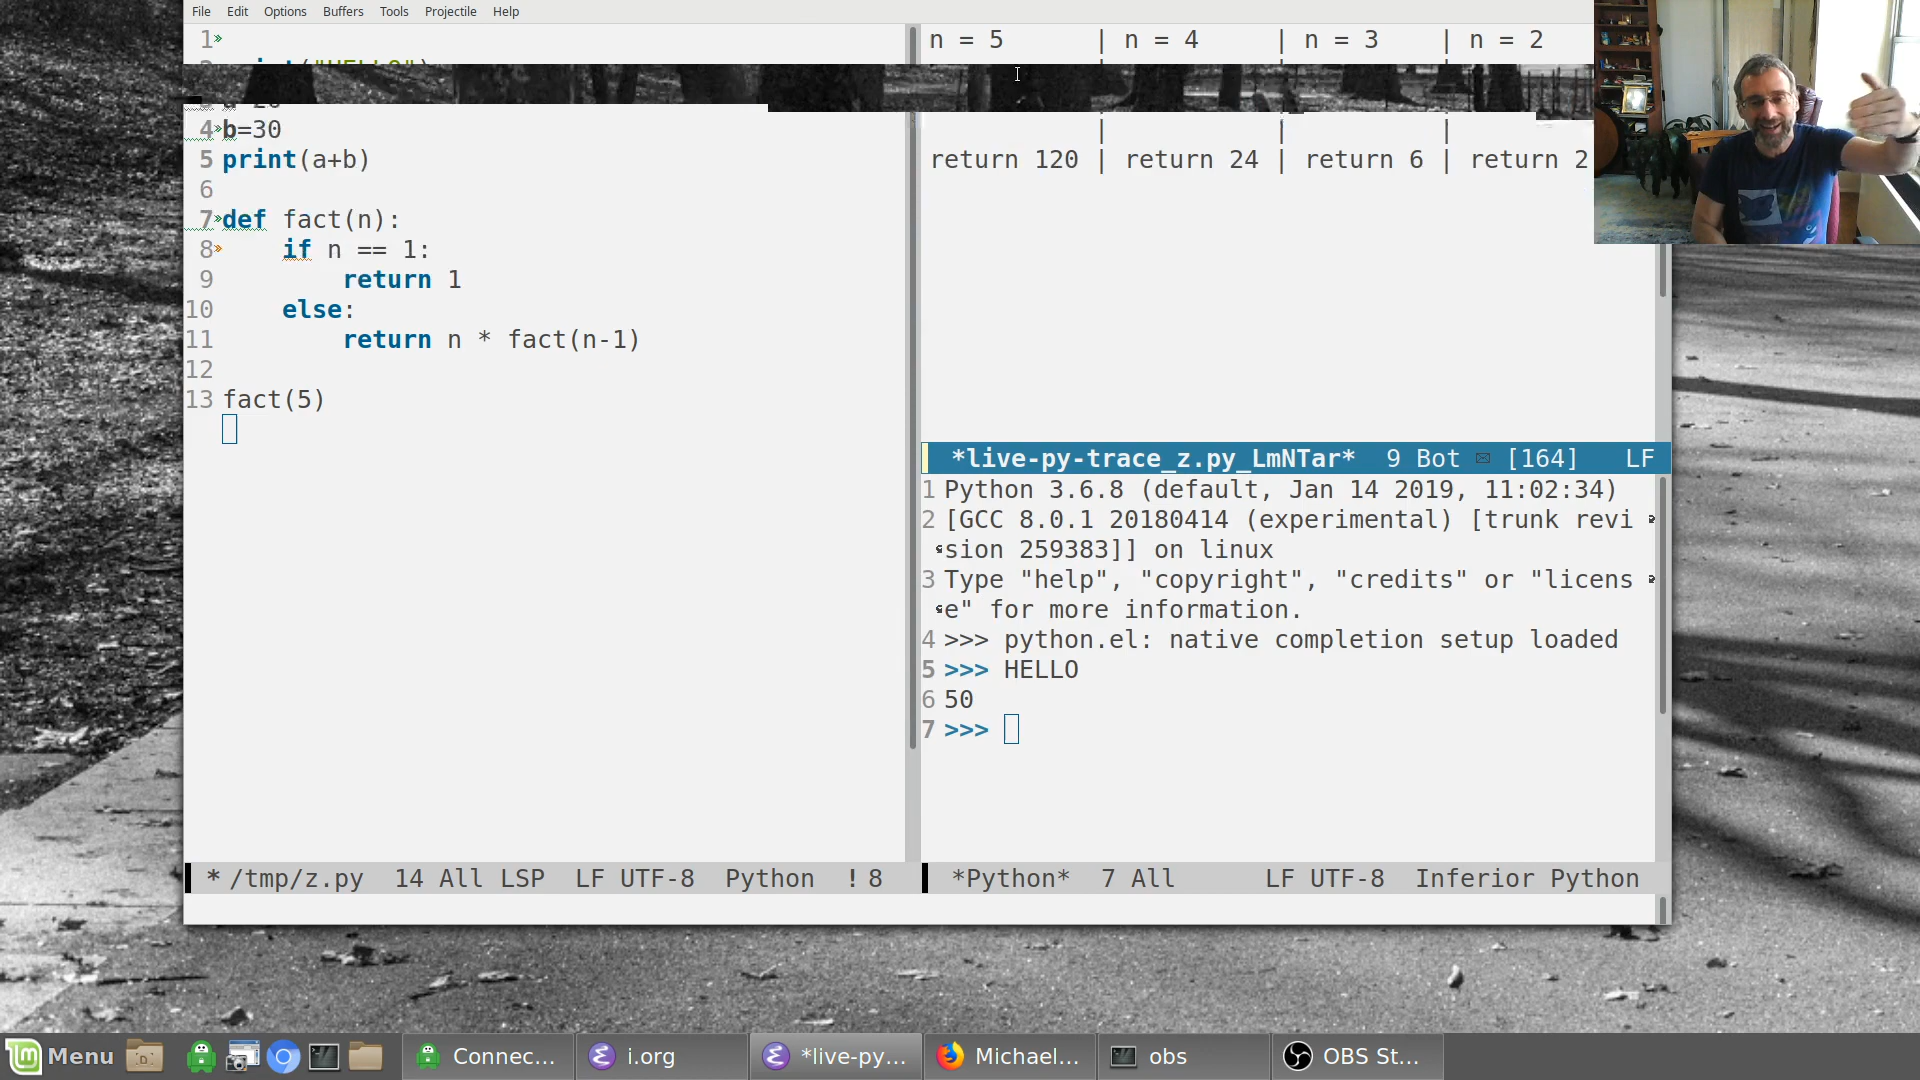 File Edit Options Buffers Tools Projectile Help
1
4 b=30
5 print(a+b)
6
7 def fact(n):
8 if n == 1:
9 return 1
10 else:
11 return n * fact(n-1)
12
13 fact(5)
* /tmp/z.py 14 All LSP LF UTF-8 Python ! 8
n = 5 | n = 4 | n = 3 | n = 2
| | |
return 120 | return 24 | return 6 | return 2
*live-py-trace_z.py_LmNTar* 9 Bot [164] LF
1 Python 3.6.8 (default, Jan 14 2019, 11:02:34)
2 [GCC 8.0.1 20180414 (experimental) [trunk revi
sion 259383]] on linux
3 Type "help", "copyright", "credits" or "licens
e" for more information.
4 >>> python.el: native completion setup loaded
5 >>> HELLO
6 50
7 >>>
*Python* 7 All LF UTF-8 Inferior Python
Menu Connec... i.org *live-py... Michael... obs OBS St...